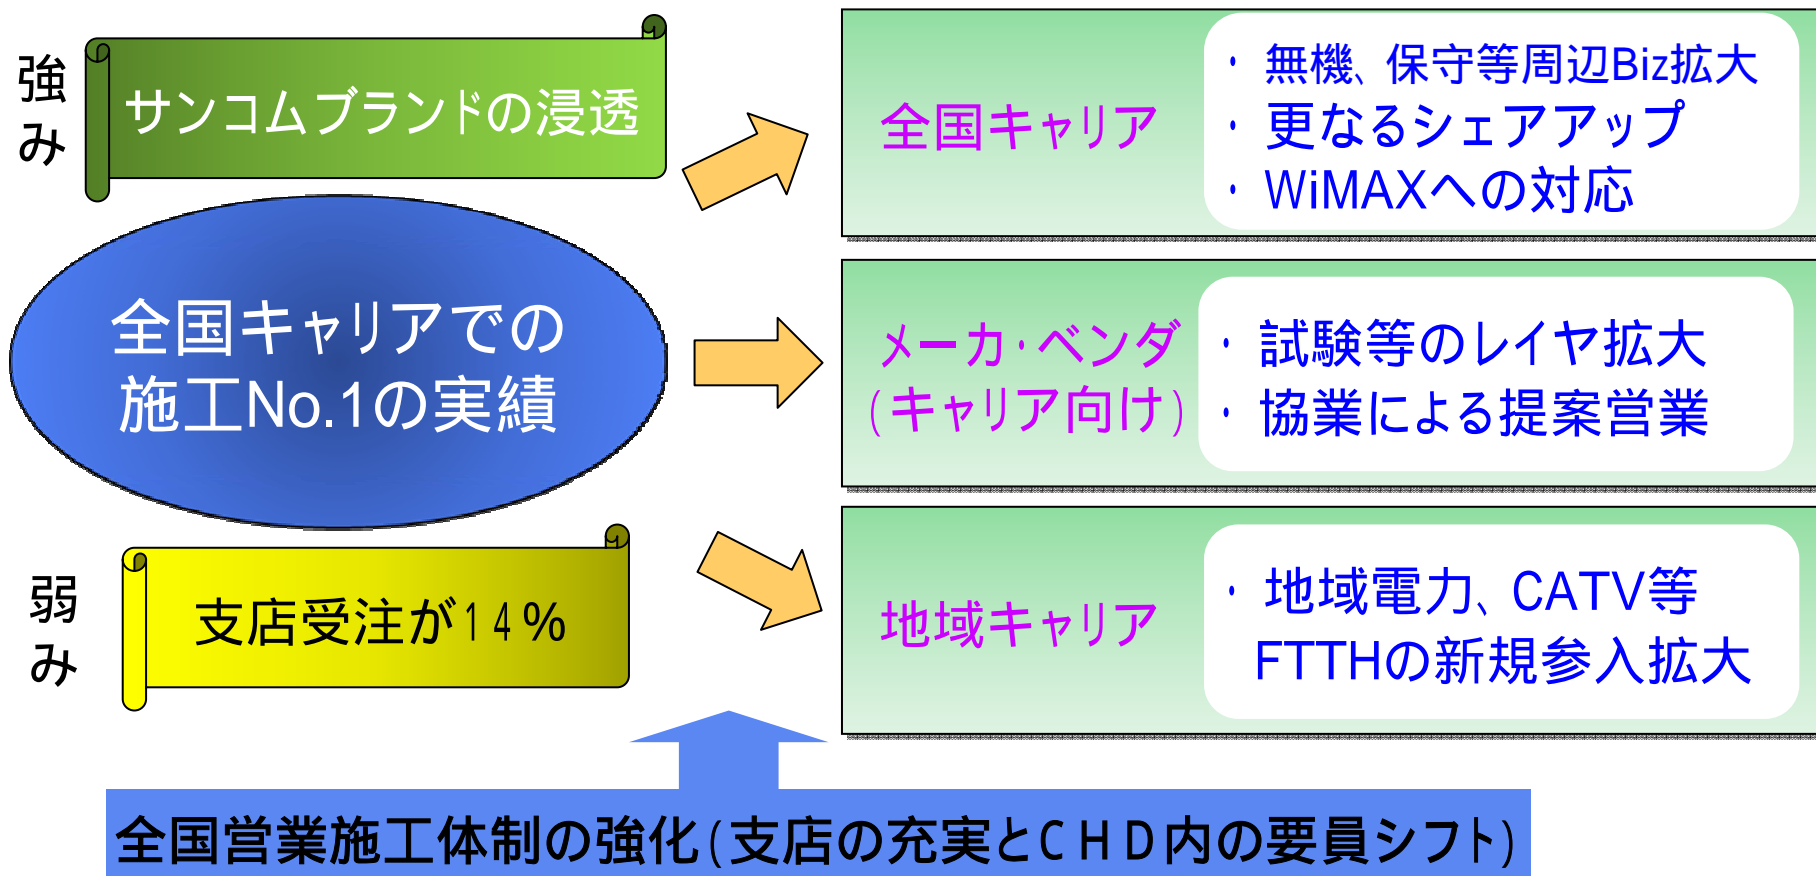 強み
サンコムブランドの浸透
全国キャリアでの
施工No.1の実績
弱み
支店受注が14%
全国キャリア
・ 無機、保守等周辺Biz拡大
・ 更なるシェアアップ
・ WiMAXへの対応
メーカ・ベンダ
(キャリア向け)
・ 試験等のレイヤ拡大
・ 協業による提案営業
地域キャリア
・ 地域電力、CATV等
FTTHの新規参入拡大
全国営業施工体制の強化(支店の充実とCHD内の要員シフト)